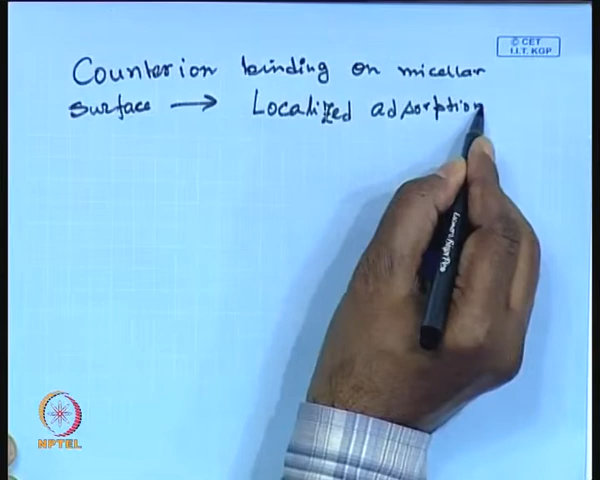 © CET
I.I.T. KGP
Counterion binding on micellar
surface → Localized adsorption
NPTEL